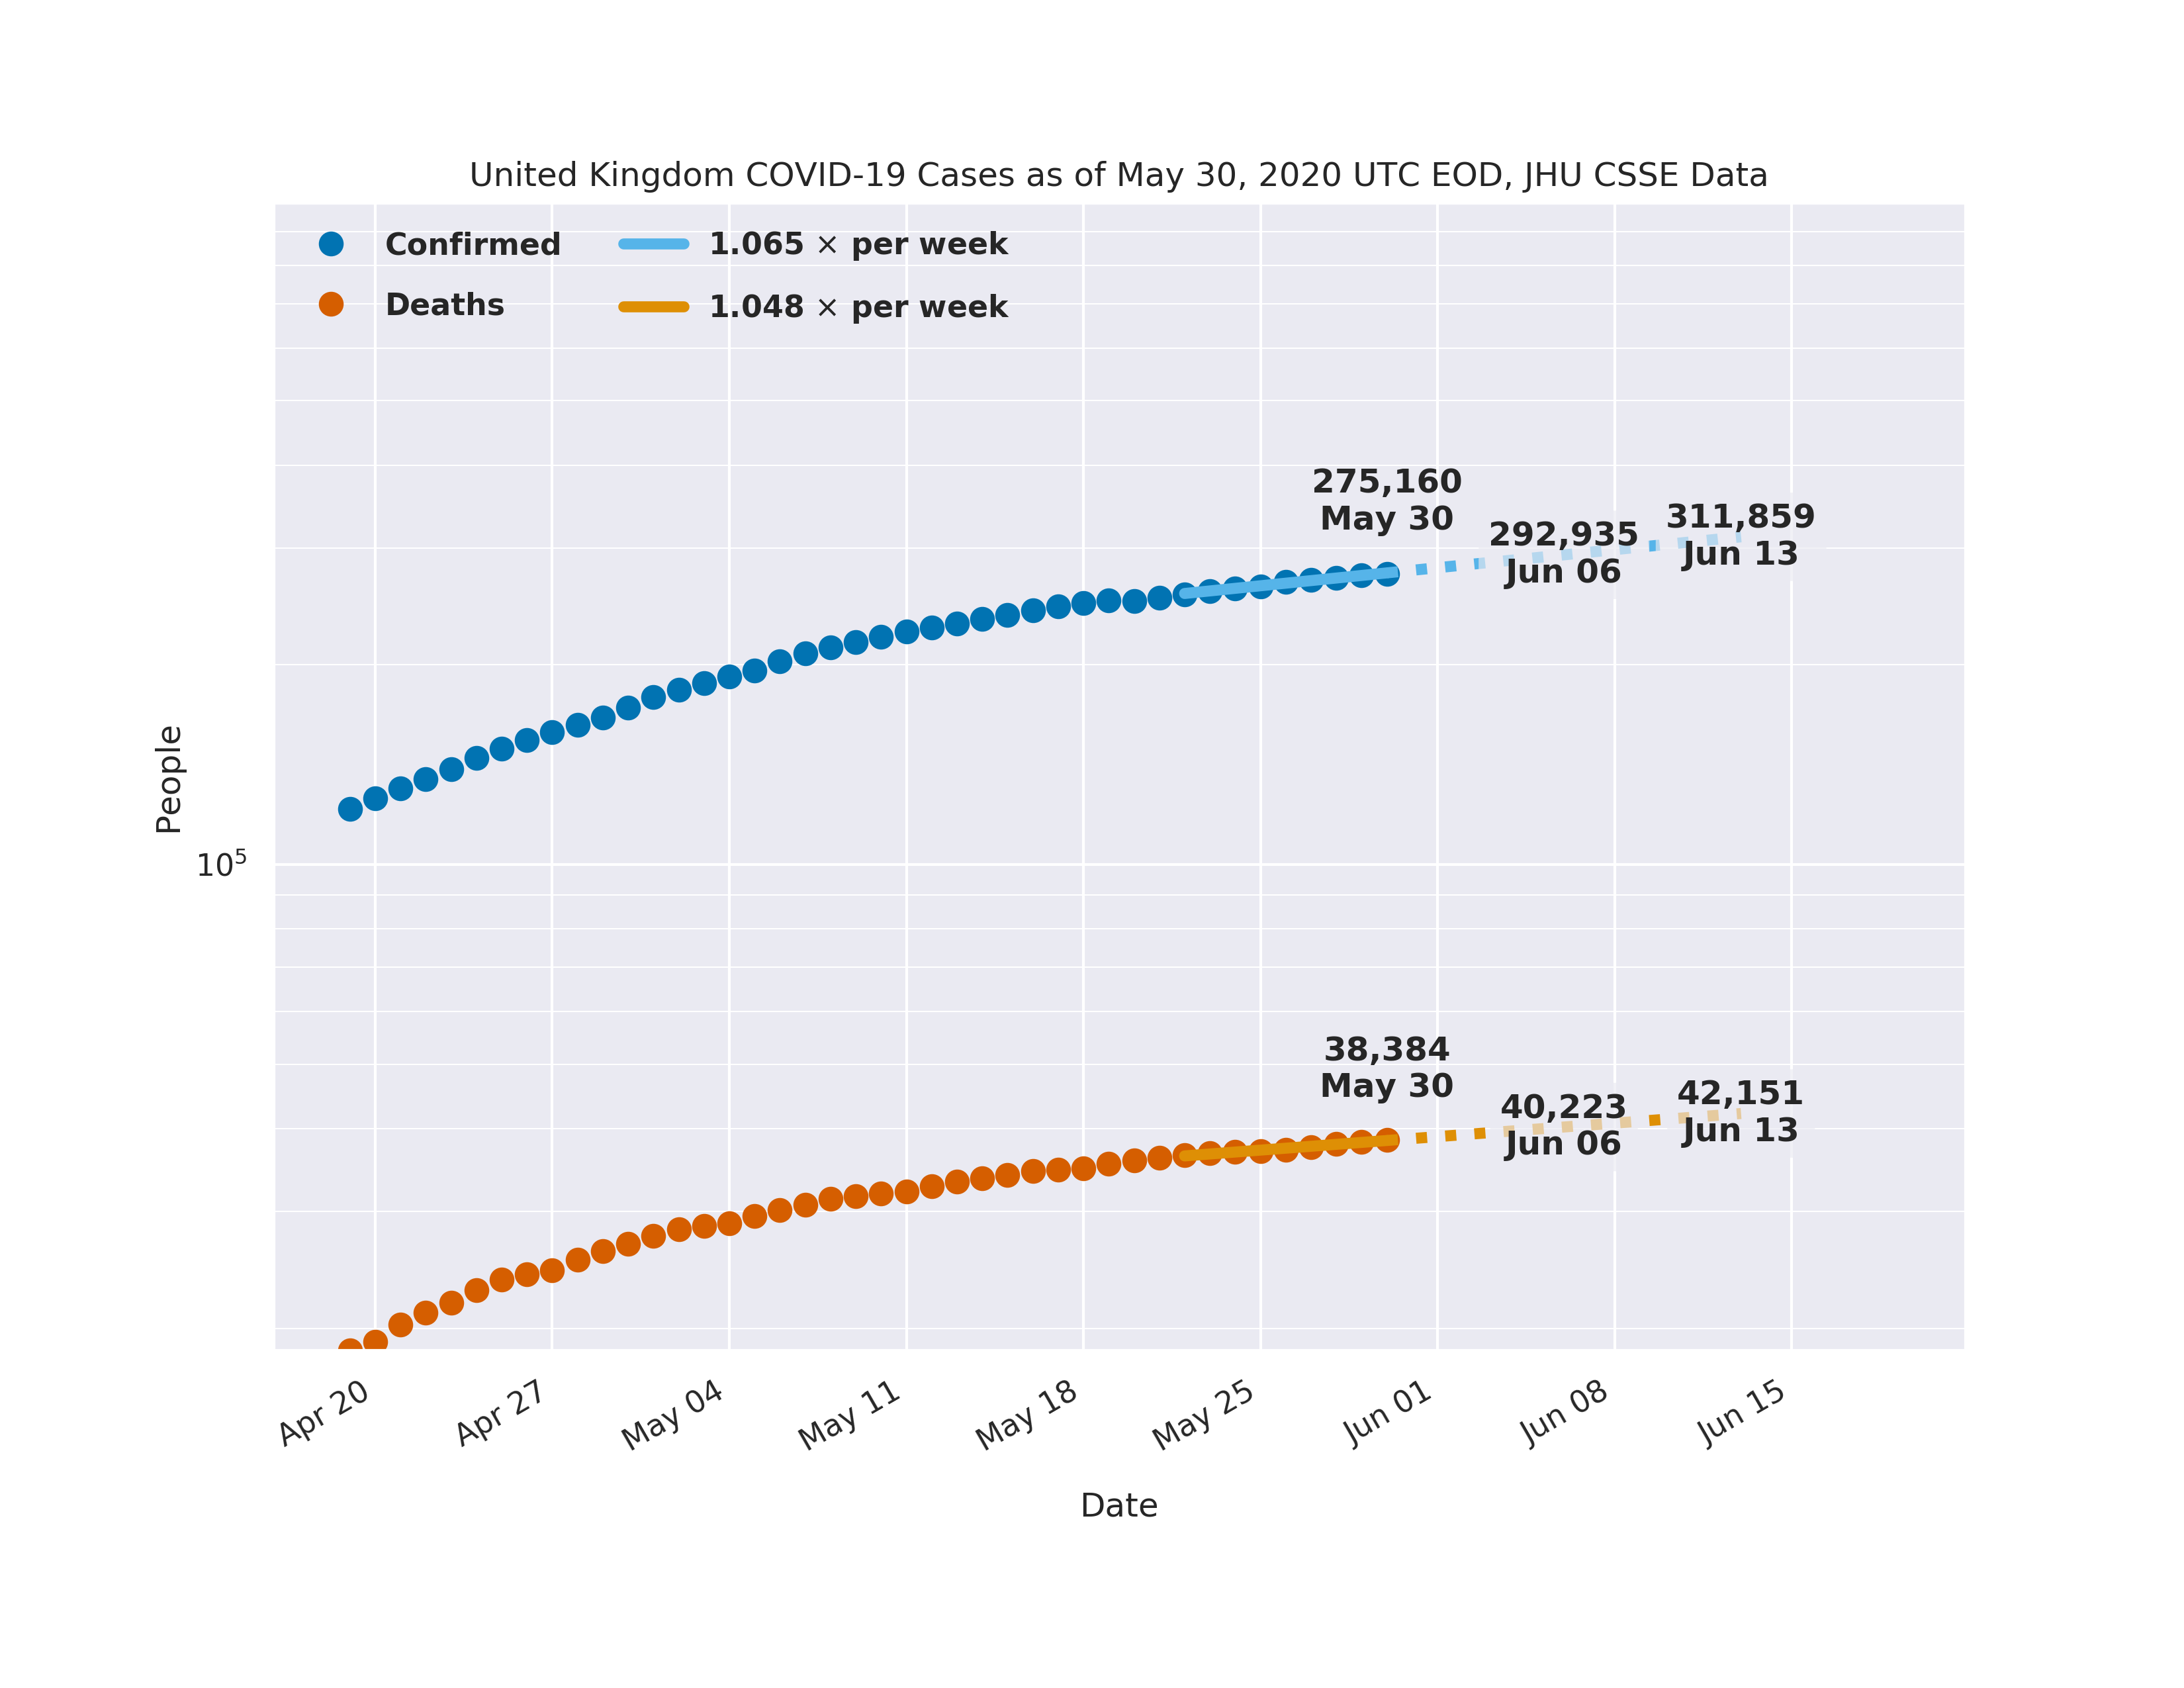 United Kingdom COVID-19 Cases as of May 30, 2020 UTC EOD, JHU CSSE Data
Confirmed
Deaths
1.065 × per week
1.048 × per week
275,160
May 30
292,935
Jun 06
311,859
Jun 13
People
10⁵
38,384
May 30
40,223
Jun 06
42,151
Jun 13
Apr 20
Apr 27
May 04
May 11
May 18
May 25
Jun 01
Jun 08
Jun 15
Date